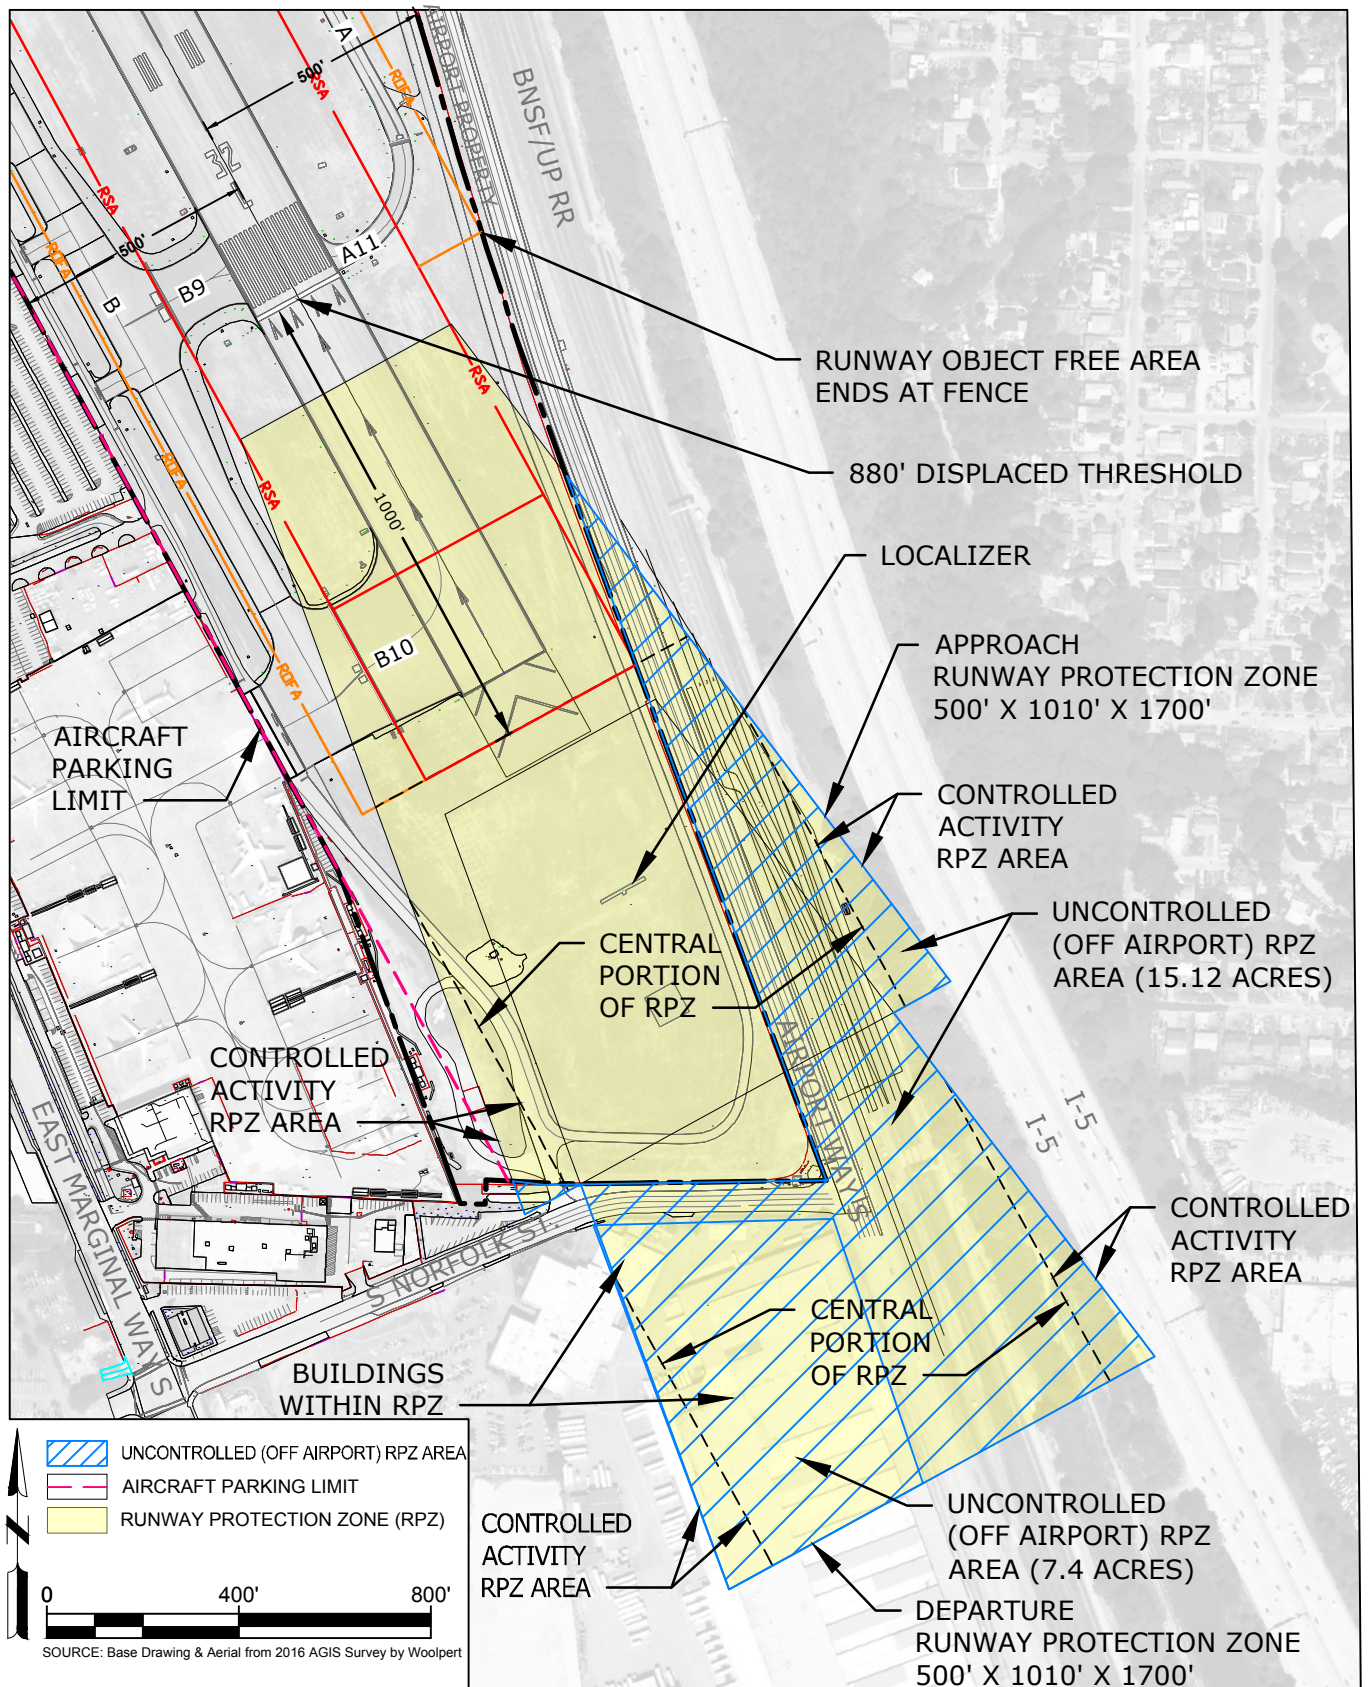 A
500'
RSA
ROFA
AIRPORT PROPERTY
BNSF/UP RR
32
RSA
500'
ROFA
A11
B9
B
RUNWAY OBJECT FREE AREA
ENDS AT FENCE
RSA
880' DISPLACED THRESHOLD
ROFA
RSA
1000'
LOCALIZER
B10
APPROACH
RUNWAY PROTECTION ZONE
500' X 1010' X 1700'
ROFA
AIRCRAFT
PARKING
LIMIT
CONTROLLED
ACTIVITY
RPZ AREA
UNCONTROLLED
(OFF AIRPORT) RPZ
AREA (15.12 ACRES)
CENTRAL
PORTION
OF RPZ
CONTROLLED
ACTIVITY
RPZ AREA
AIRPORT WAY S
I-5
I-5
EAST MARGINAL WAY S
S NORFOLK ST.
CONTROLLED
ACTIVITY
RPZ AREA
CENTRAL
PORTION
OF RPZ
BUILDINGS
WITHIN RPZ
UNCONTROLLED (OFF AIRPORT) RPZ AREA
AIRCRAFT PARKING LIMIT
RUNWAY PROTECTION ZONE (RPZ)
N
0
400'
800'
SOURCE: Base Drawing & Aerial from 2016 AGIS Survey by Woolpert
CONTROLLED
ACTIVITY
RPZ AREA
UNCONTROLLED
(OFF AIRPORT) RPZ
AREA (7.4 ACRES)
DEPARTURE
RUNWAY PROTECTION ZONE
500' X 1010' X 1700'